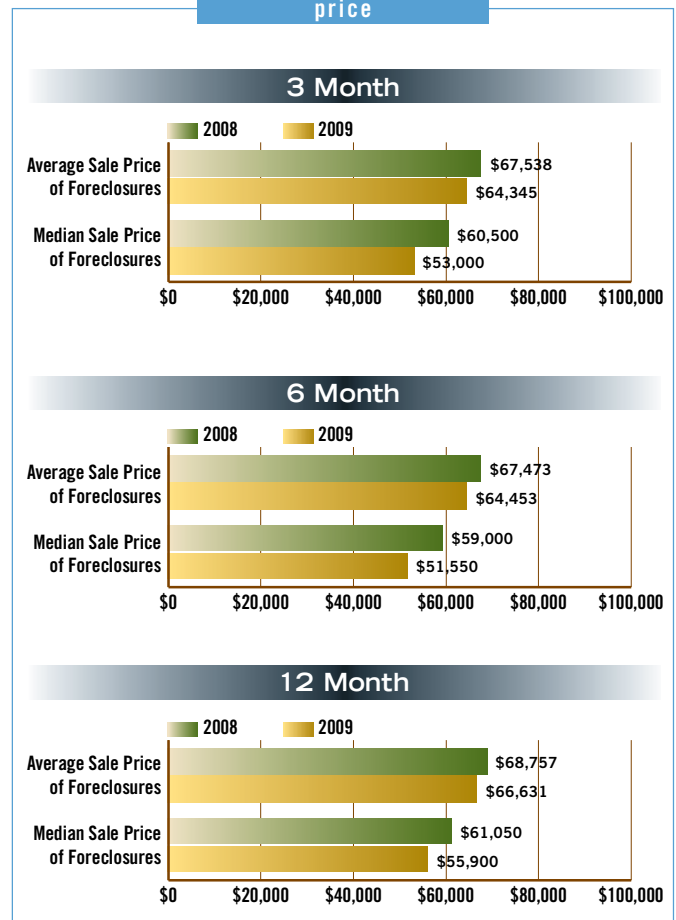 price
3 Month
2008 2009
Average Sale Price
of Foreclosures
$67,538
$64,345
Median Sale Price
of Foreclosures
$60,500
$53,000
$0 $20,000 $40,000 $60,000 $80,000 $100,000
6 Month
2008 2009
Average Sale Price
of Foreclosures
$67,473
$64,453
Median Sale Price
of Foreclosures
$59,000
$51,550
$0 $20,000 $40,000 $60,000 $80,000 $100,000
12 Month
2008 2009
Average Sale Price
of Foreclosures
$68,757
$66,631
Median Sale Price
of Foreclosures
$61,050
$55,900
$0 $20,000 $40,000 $60,000 $80,000 $100,000